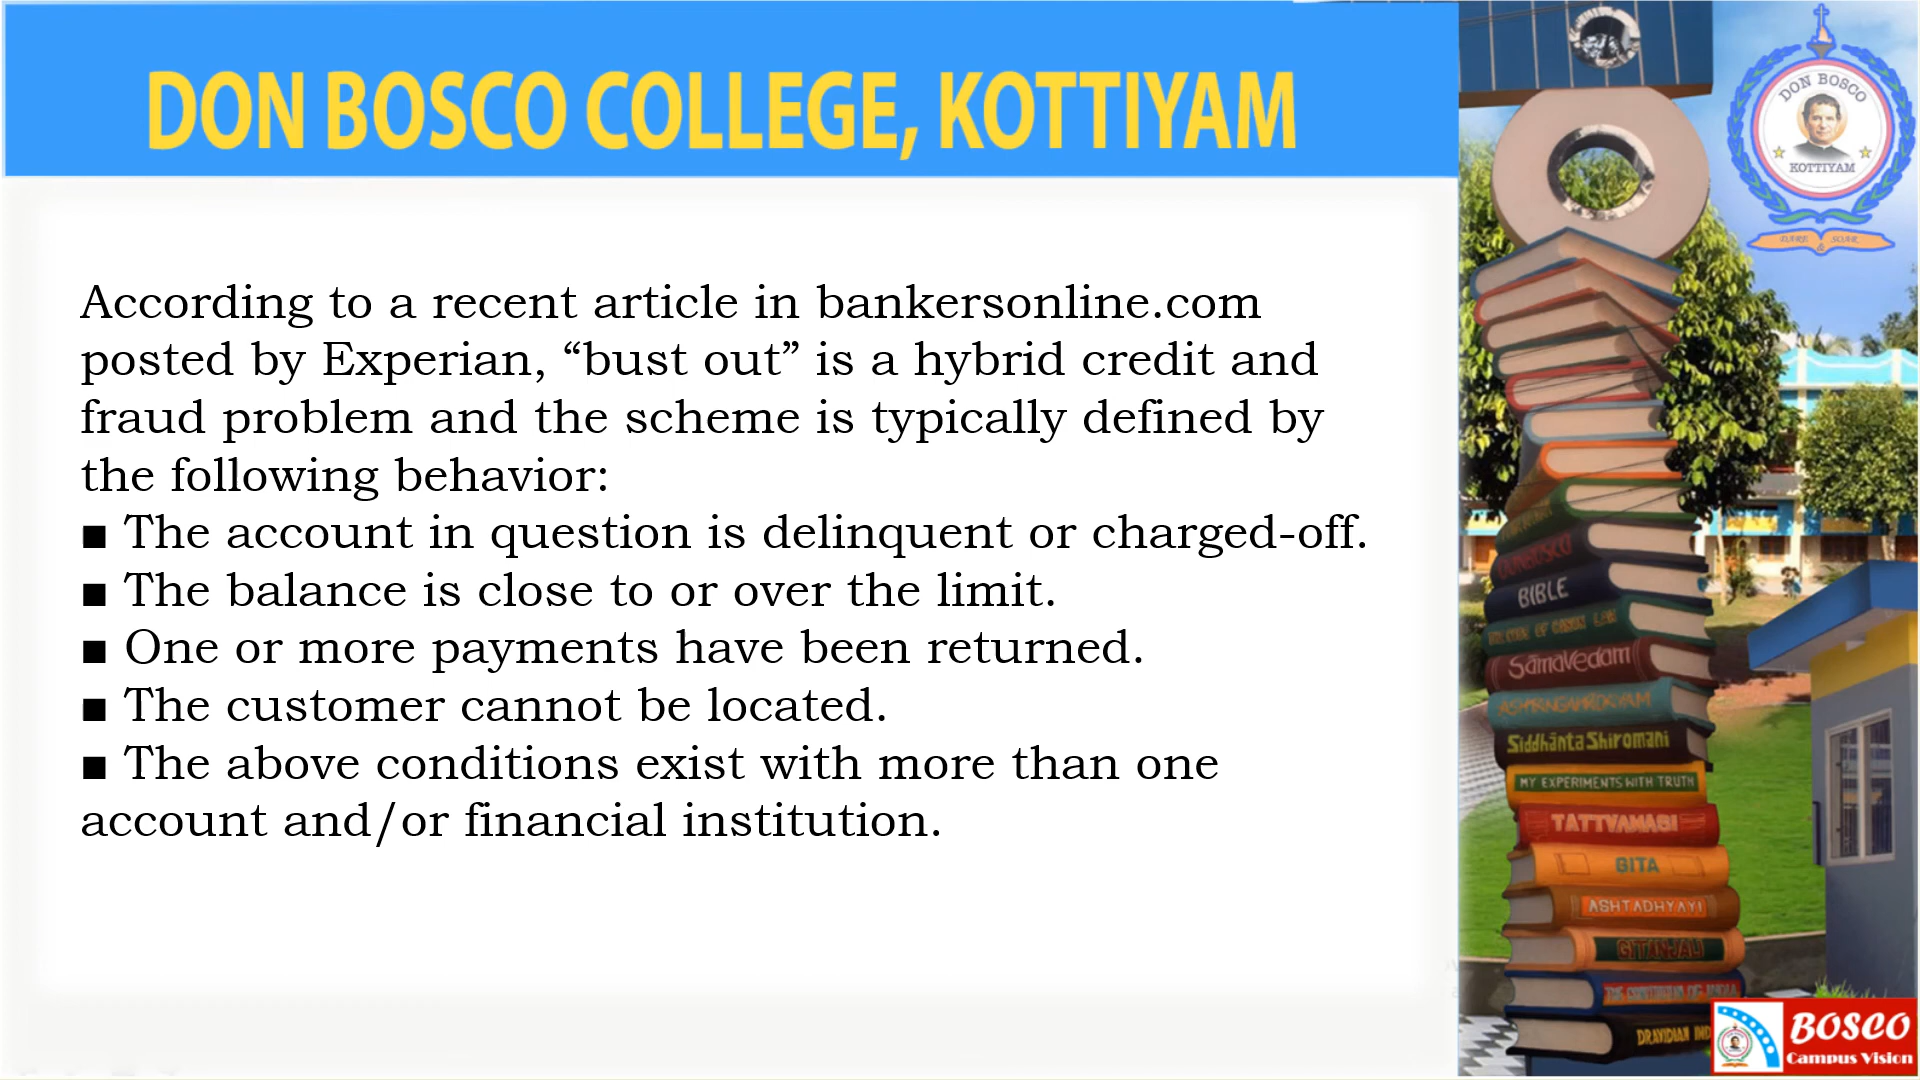 DON BOSCO COLLEGE, KOTTIYAM
According to a recent article in bankersonline.com
posted by Experian, “bust out” is a hybrid credit and
fraud problem and the scheme is typically defined by
the following behavior:
▪ The account in question is delinquent or charged-off.
▪ The balance is close to or over the limit.
▪ One or more payments have been returned.
▪ The customer cannot be located.
▪ The above conditions exist with more than one
account and/or financial institution.
DON BOSCO
KOTTIYAM
DARE & SOAR
DONBOSCO
BIBLE
SāmaVedam
Siddhānta Shiromani
MY EXPERIMENTS WITH TRUTH
TATTVAMASI
GITA
ASHTADHYAYI
GITANJALI
DRAVIDIAN
BOSCO
Campus Vision